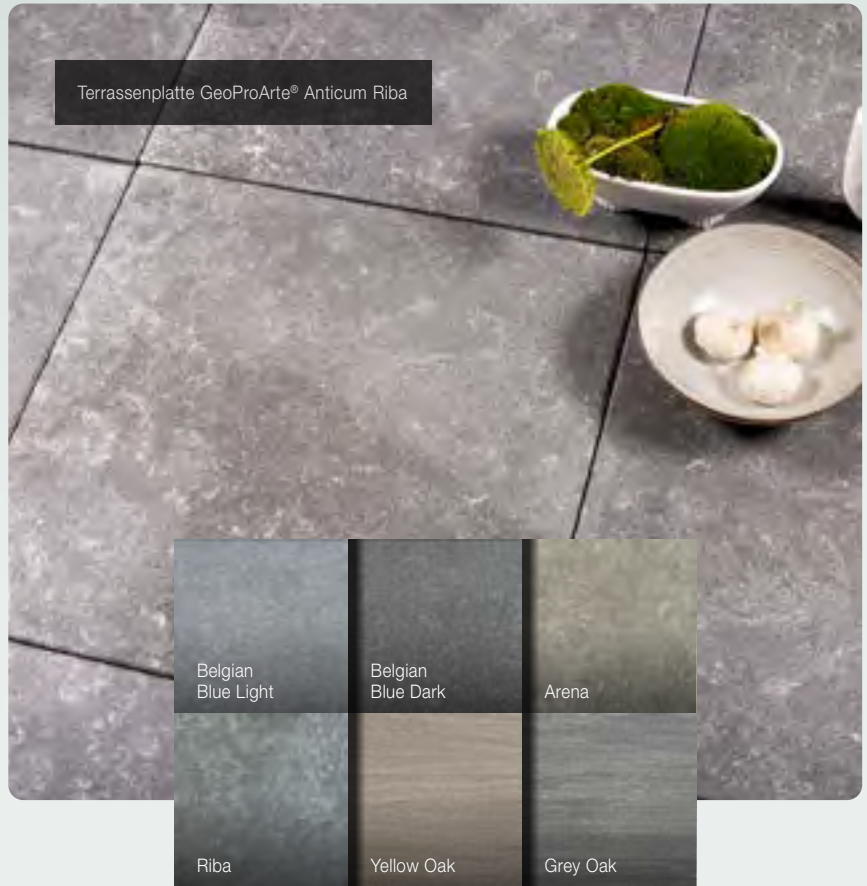 Terrassenplatte GeoProArte® Anticum Riba
Belgian
Blue Light
Belgian
Blue Dark
Arena
Riba
Yellow Oak
Grey Oak